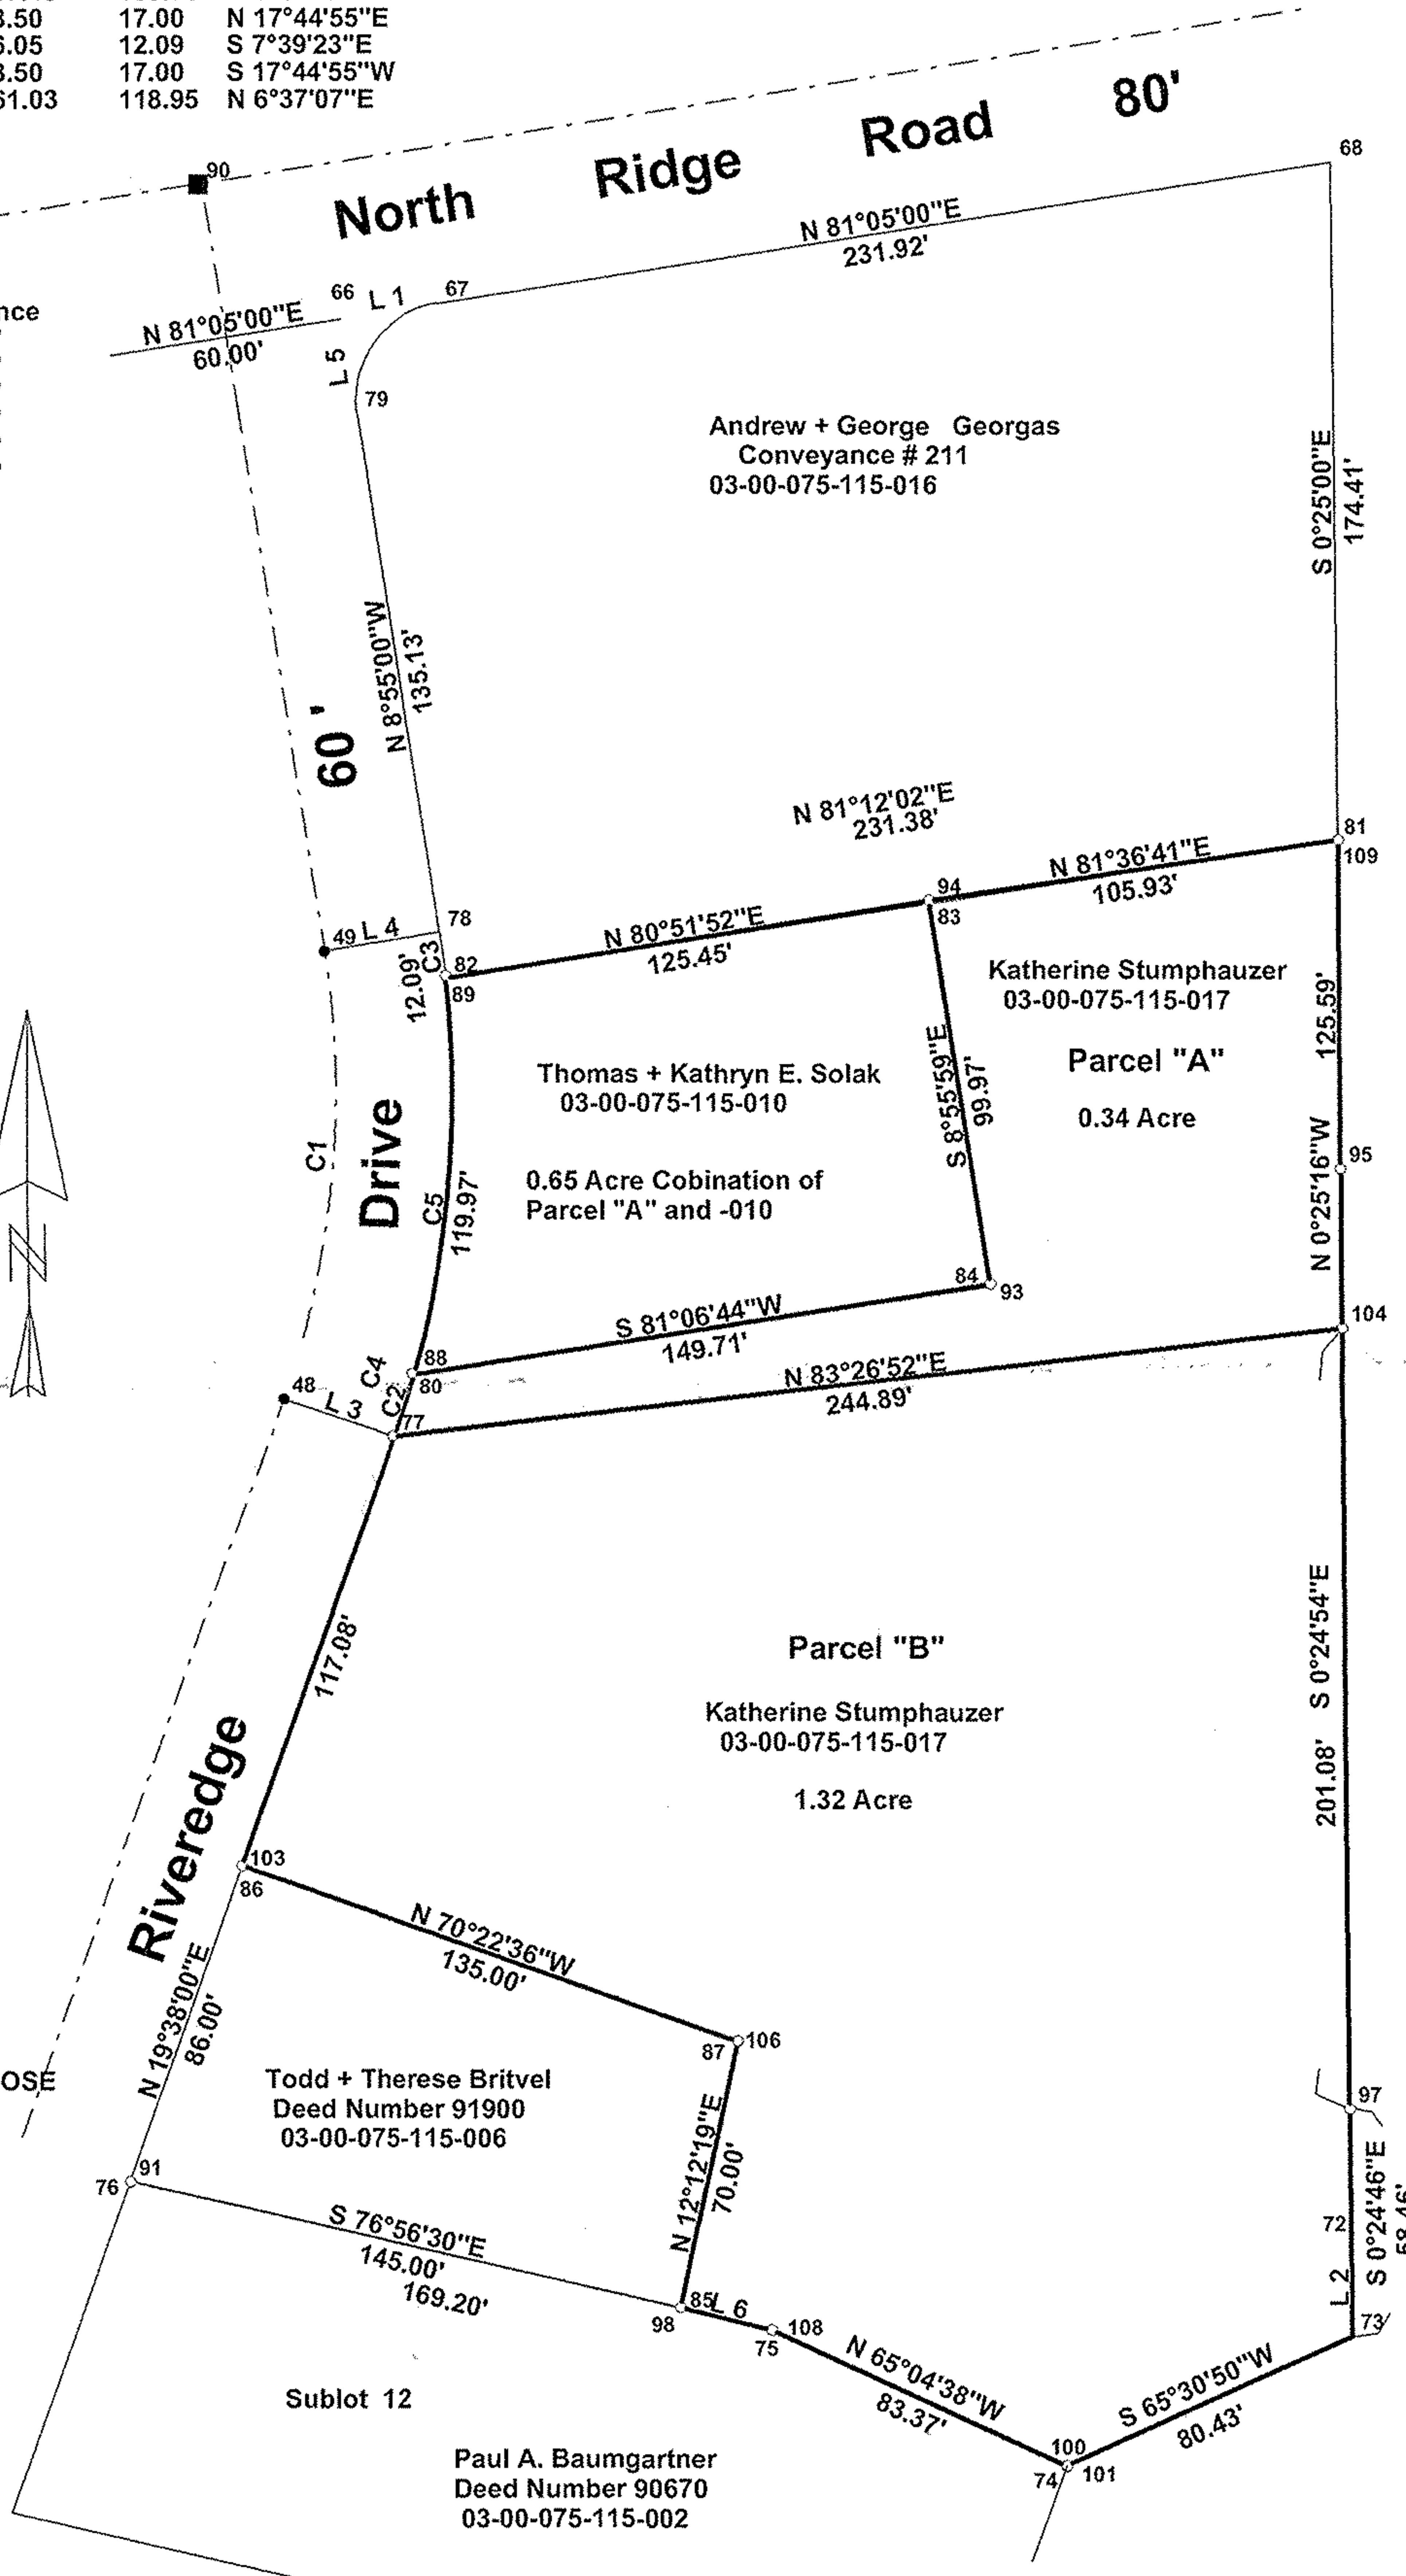 17.00 N 17°44'55"E
12.09 S 7°39'23"E
17.00 S 17°44'55"W
118.95 N 6°37'07"E
80'
North Ridge Road
90
68
N 81°05'00"E
231.92'
66 L 1 67
N 81°05'00"E
60.00'
L 5
79
Andrew + George Georgas
Conveyance # 211
03-00-075-115-016
S 0°25'00"E
174.41'
N 8°55'00"W
135.13'
60 '
N 81°12'02"E
231.38'
81
109
N 81°36'41"E
105.93'
94
83
78
49 L 4
N 80°51'52"E
125.45'
C3
12.09'
82
89
Katherine Stumphauzer
03-00-075-115-017
Parcel "A"
0.34 Acre
125.59'
S 8°55'59"E
99.97'
Thomas + Kathryn E. Solak
03-00-075-115-010
0.65 Acre Cobination of
Parcel "A" and -010
C1
Drive
C5
119.97'
N
95
N 0°25'16"W
84
93
S 81°06'44"W
149.71'
104
88
80
C4
C2
48 L 3
77
N 83°26'52"E
244.89'
117.08'
Parcel "B"
Katherine Stumphauzer
03-00-075-115-017
1.32 Acre
S 0°24'54"E
201.08'
Riveredge
103
86
N 70°22'36"W
135.00'
N 19°38'00"E
86.00'
87 106
OSE
Todd + Therese Britvel
Deed Number 91900
03-00-075-115-006
97
N 12°12'19"E
70.00'
S 0°24'46"E
58.46'
72
L 2
91
76
S 76°56'30"E
145.00'
169.20'
85 L 6
98
108
75
73
N 65°04'38"W
83.37'
S 65°30'50"W
80.43'
100
74 101
Sublot 12
Paul A. Baumgartner
Deed Number 90670
03-00-075-115-002